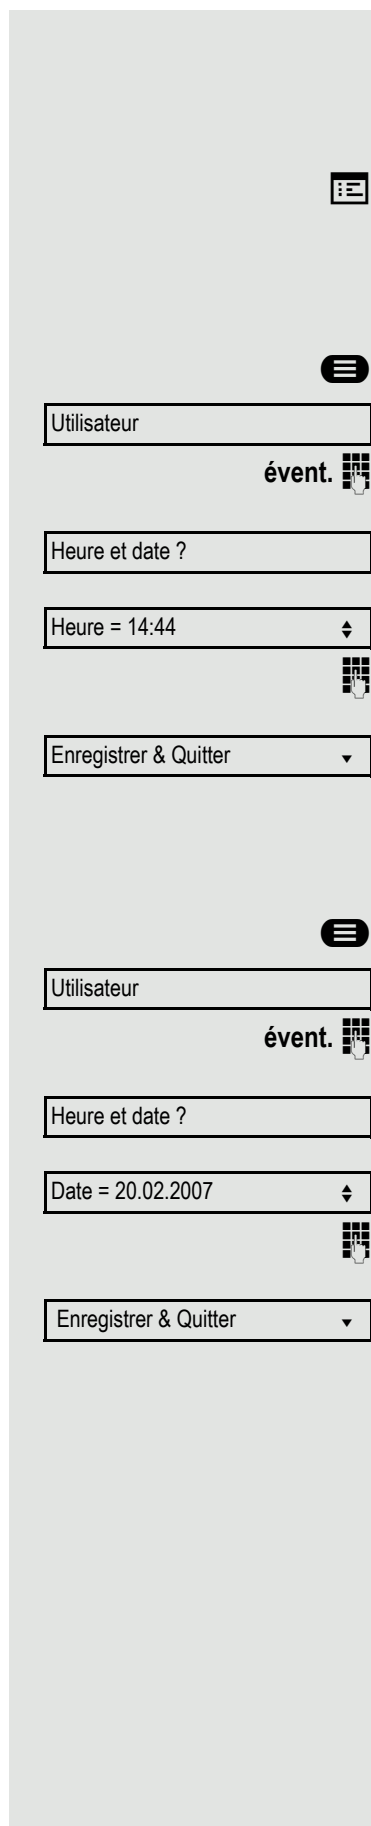 Utilisateur
évent.
Heure et date ?
Heure = 14:44
Enregistrer & Quitter
Utilisateur
évent.
Heure et date ?
Date = 20.02.2007
Enregistrer & Quitter